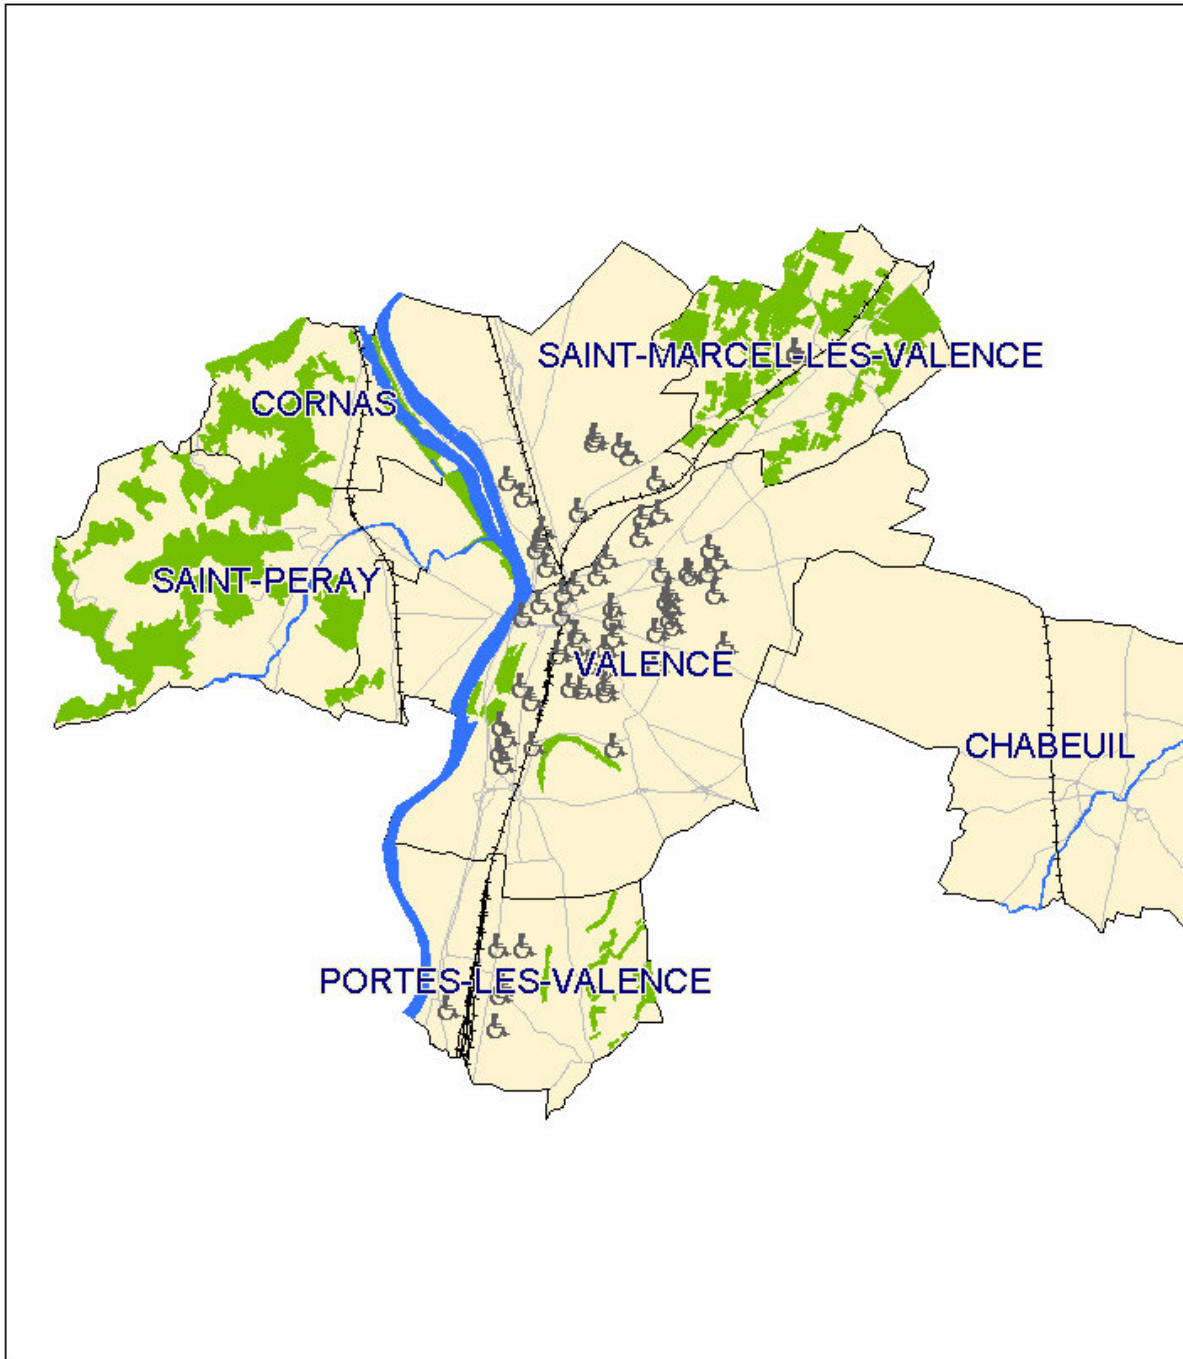 SAINT-MARCEL-LES-VALENCE
CORNAS
SAINT-PERAY
VALENCE
CHABEUIL
PORTES-LES-VALENCE